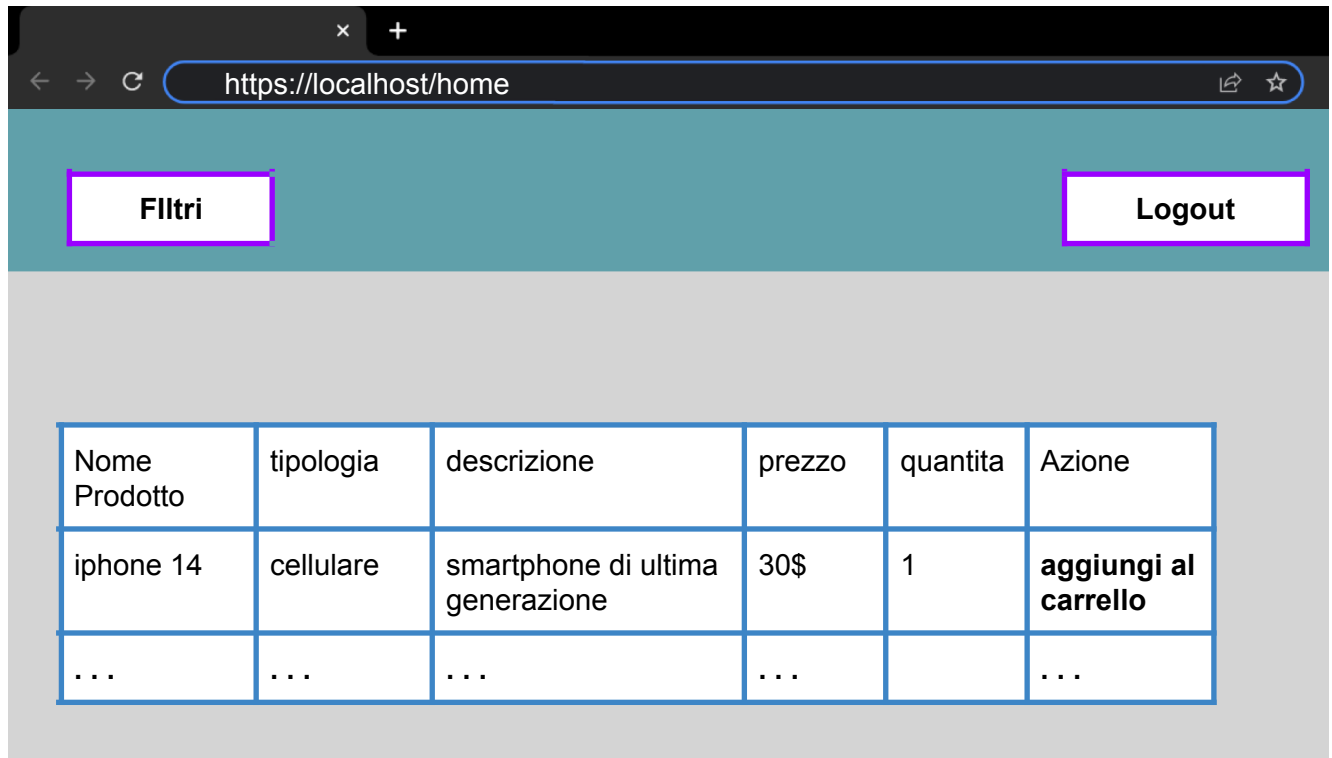 https://localhost/home
FIltri
Logout
Nome
Prodotto
tipologia
descrizione
prezzo
quantita
Azione
iphone 14
cellulare
smartphone di ultima
generazione
30$
1
aggiungi al
carrello
. . .
. . .
. . .
. . .
. . .